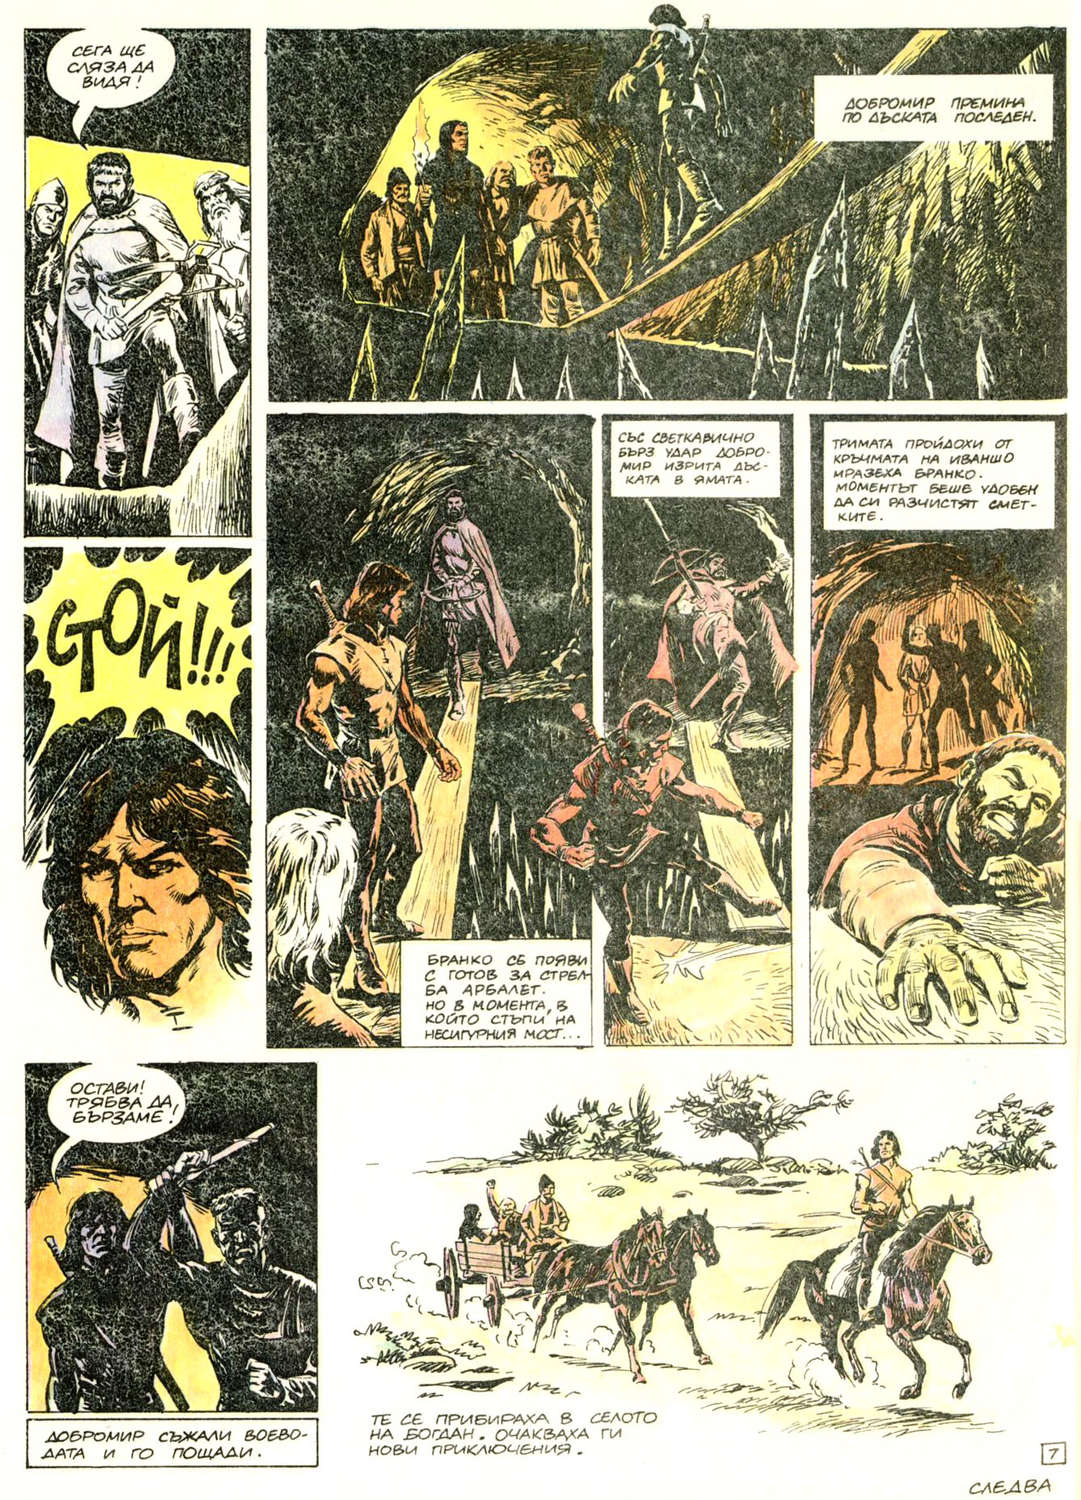 СЕГА ЩЕ
СЛЯЗА ДА
ВИДЯ!
ДОБРОМИР ПРЕМИНА
ПО ДЪСКАТА ПОСЛЕДЕН.
СТОЙ!!!
БРАНКО СЕ ПОЯВИ
С ГОТОВ ЗА СТРЕЛ-
БА АРБАЛЕТ.
НО В МОМЕНТА, В
КОЙТО СТЪПИ НА
НЕСИГУРНИЯ МОСТ...
СЪС СВЕТКАВИЧНО
БЪРЗ УДАР ДОБРО-
МИР ИЗРИТА ДЪС-
КАТА В ЯМАТА.
ТРИМАТА ПРОЙДОХИ ОТ
КРЪЧМАТА НА ИВАНШО
МРАЗЕХА БРАНКО.
МОМЕНТЪТ БЕШЕ УДОБЕН
ДА СИ РАЗЧИСТЯТ СМЕТ-
КИТЕ.
ОСТАВИ!
ТРЯБВА ДА
БЪРЗАМЕ!
ДОБРОМИР СЪЖАЛИ ВОЕВО-
ДАТА И ГО ПОЩАДИ.
ТЕ СЕ ПРИБИРАХА В СЕЛОТО
НА БОГДАН. ОЧАКВАХА ГИ
НОВИ ПРИКЛЮЧЕНИЯ.
7
СЛЕДВА